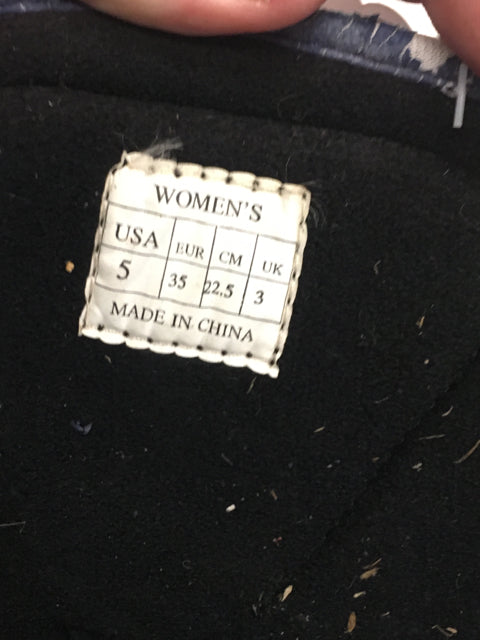 WOMEN'S
USA EUR CM UK
5 35 22.5 3
MADE IN CHINA